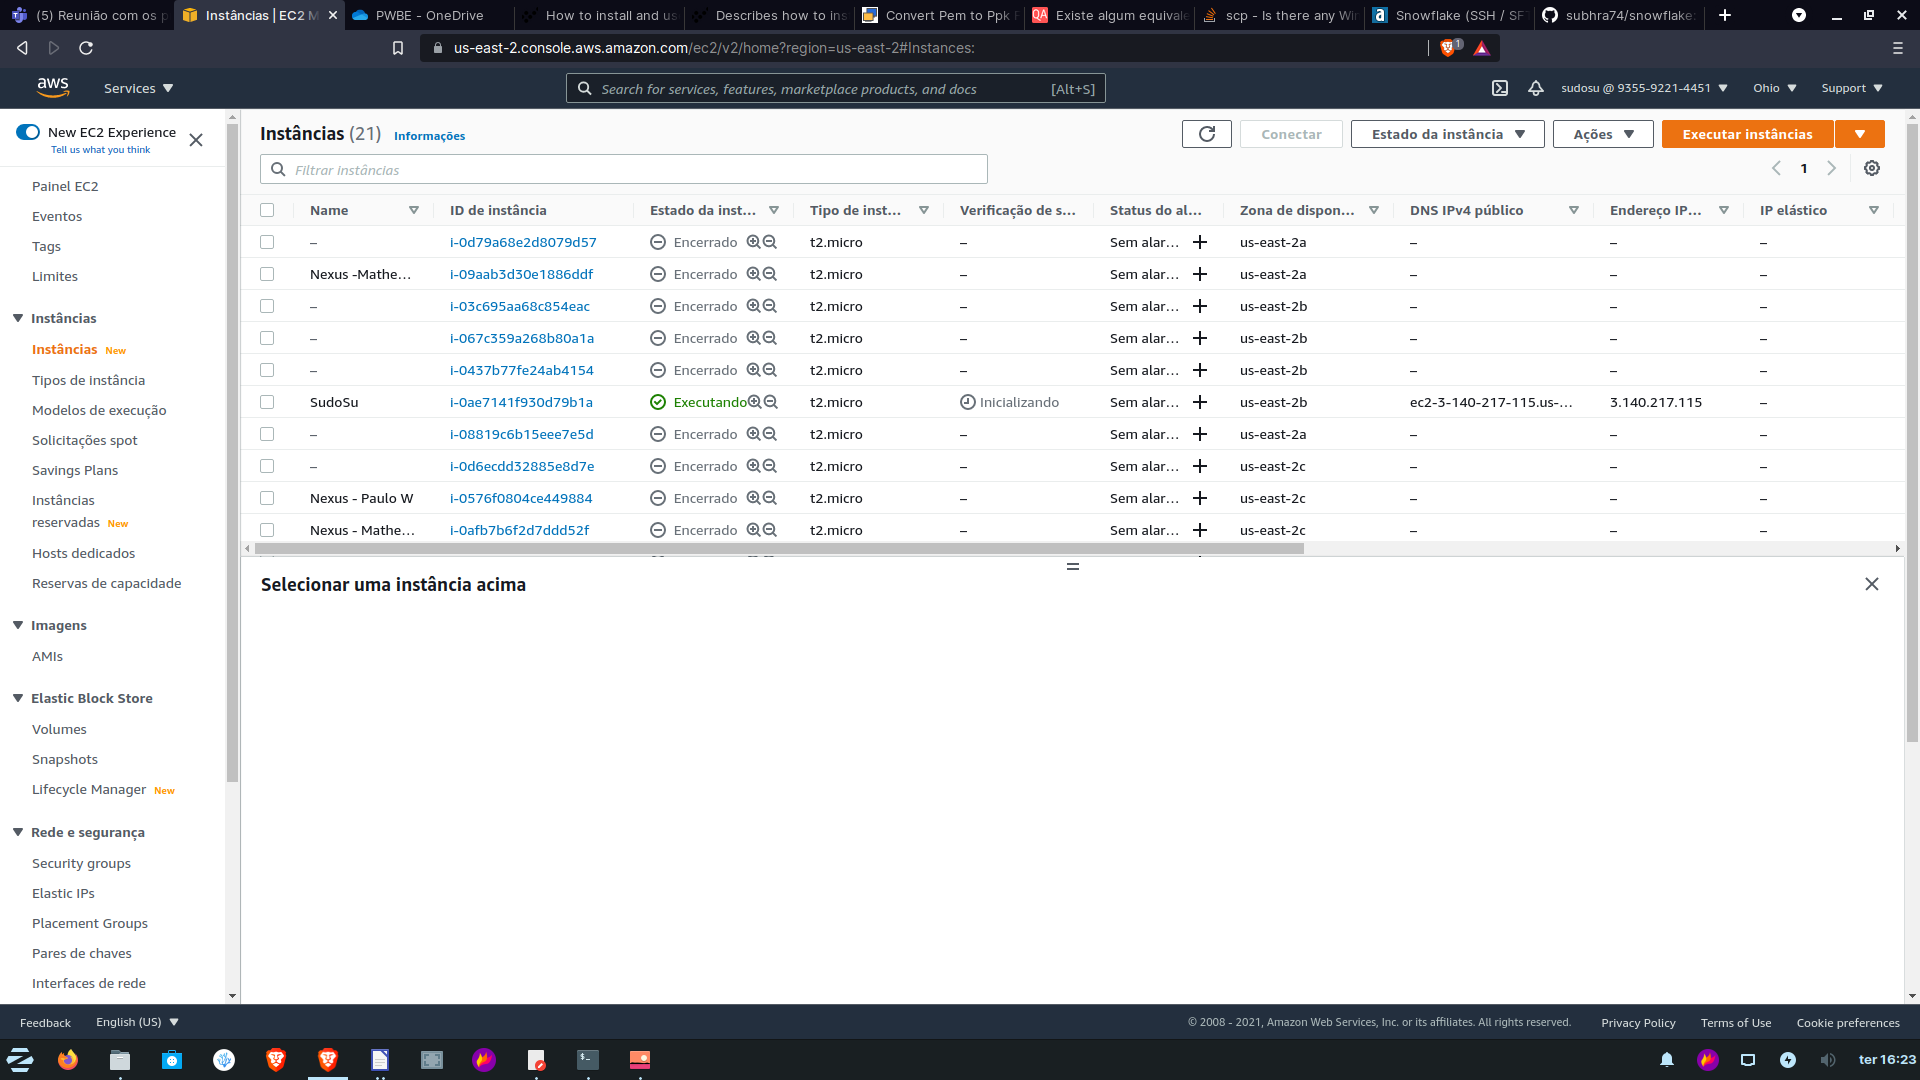 (5) Reunião com os p
Instâncias | EC2 M
PWBE - OneDrive
How to install and us
Describes how to ins
Convert Pem to Ppk F
Existe algum equivale
scp - Is there any Wi
Snowflake (SSH / SF
subhra74/snowflake:
us-east-2.console.aws.amazon.com/ec2/v2/home?region=us-east-2#Instances:
1
aws
Services
Search for services, features, marketplace products, and docs [Alt+S]
sudosu @ 9355-9221-4451
Ohio
Support
New EC2 Experience
Tell us what you think
Painel EC2
Eventos
Tags
Limites
Instâncias
Instâncias New
Tipos de instância
Modelos de execução
Solicitações spot
Savings Plans
Instâncias
reservadas New
Hosts dedicados
Reservas de capacidade
Imagens
AMIs
Elastic Block Store
Volumes
Snapshots
Lifecycle Manager New
Rede e segurança
Security groups
Elastic IPs
Placement Groups
Pares de chaves
Interfaces de rede
Instâncias (21) Informações
Conectar
Estado da instância
Ações
Executar instâncias
Filtrar instâncias
1
Name ID de instância Estado da inst... Tipo de inst... Verificação de s... Status do al... Zona de dispon... DNS IPv4 público Endereço IP... IP elástico
– i-0d79a68e2d8079d57 Encerrado t2.micro – Sem alar... us-east-2a – – –
Nexus -Mathe... i-09aab3d30e1886ddf Encerrado t2.micro – Sem alar... us-east-2a – – –
– i-03c695aa68c854eac Encerrado t2.micro – Sem alar... us-east-2b – – –
– i-067c359a268b80a1a Encerrado t2.micro – Sem alar... us-east-2b – – –
– i-0437b77fe24ab4154 Encerrado t2.micro – Sem alar... us-east-2b – – –
SudoSu i-0ae7141f930d79b1a Executando t2.micro Inicializando Sem alar... us-east-2b ec2-3-140-217-115.us-... 3.140.217.115 –
– i-08819c6b15eee7e5d Encerrado t2.micro – Sem alar... us-east-2a – – –
– i-0d6ecdd32885e8d7e Encerrado t2.micro – Sem alar... us-east-2c – – –
Nexus - Paulo W i-0576f0804ce449884 Encerrado t2.micro – Sem alar... us-east-2c – – –
Nexus - Mathe... i-0afb7b6f2d7ddd52f Encerrado t2.micro – Sem alar... us-east-2c – – –
Selecionar uma instância acima
Feedback
English (US)
© 2008 - 2021, Amazon Web Services, Inc. or its affiliates. All rights reserved.
Privacy Policy
Terms of Use
Cookie preferences
ter 16:23